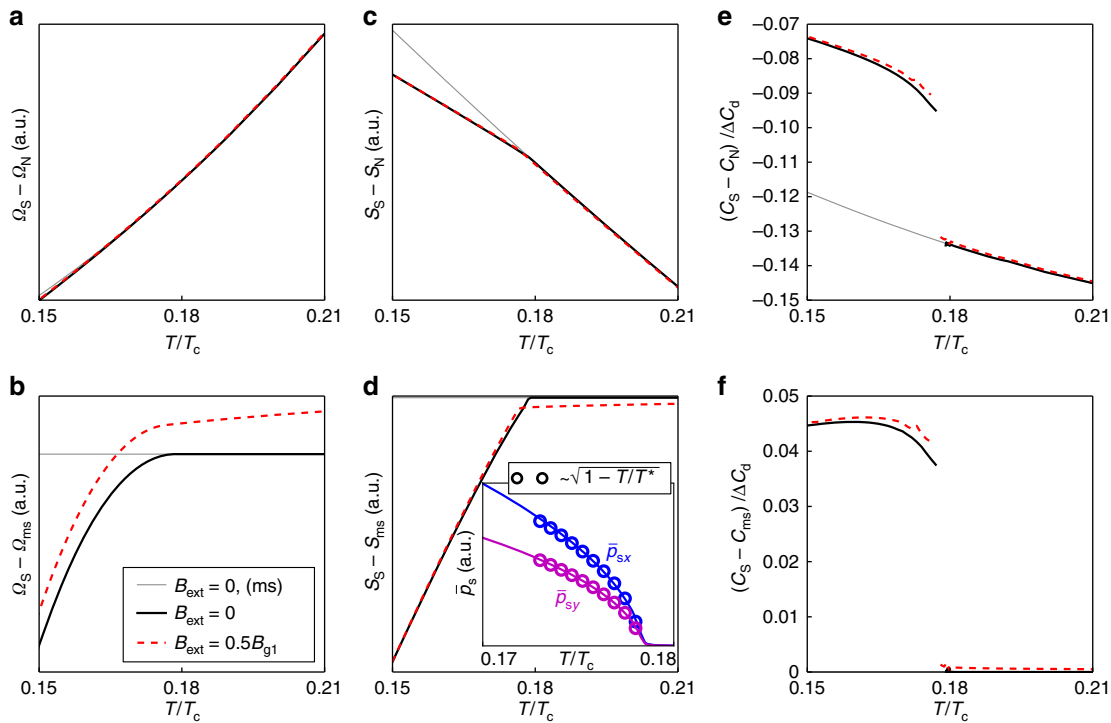 a
Ω_S − Ω_N (a.u.)
0.15 0.18 0.21
T/T_c
c
S_S − S_N (a.u.)
0.15 0.18 0.21
T/T_c
e
(C_S − C_N) /ΔC_d
−0.07
−0.08
−0.09
−0.10
−0.11
−0.12
−0.13
−0.14
−0.15
0.15 0.18 0.21
T/T_c
b
Ω_S − Ω_ms (a.u.)
B_ext = 0, (ms)
B_ext = 0
B_ext = 0.5B_g1
0.15 0.18 0.21
T/T_c
d
S_S − S_ms (a.u.)
~√1 − T/T*
p̄_s (a.u.)
p̄_sx
p̄_sy
0.17 T/T_c 0.18
0.15 0.18 0.21
T/T_c
f
(C_S − C_ms) /ΔC_d
0.05
0.04
0.03
0.02
0.01
0
0.15 0.18 0.21
T/T_c